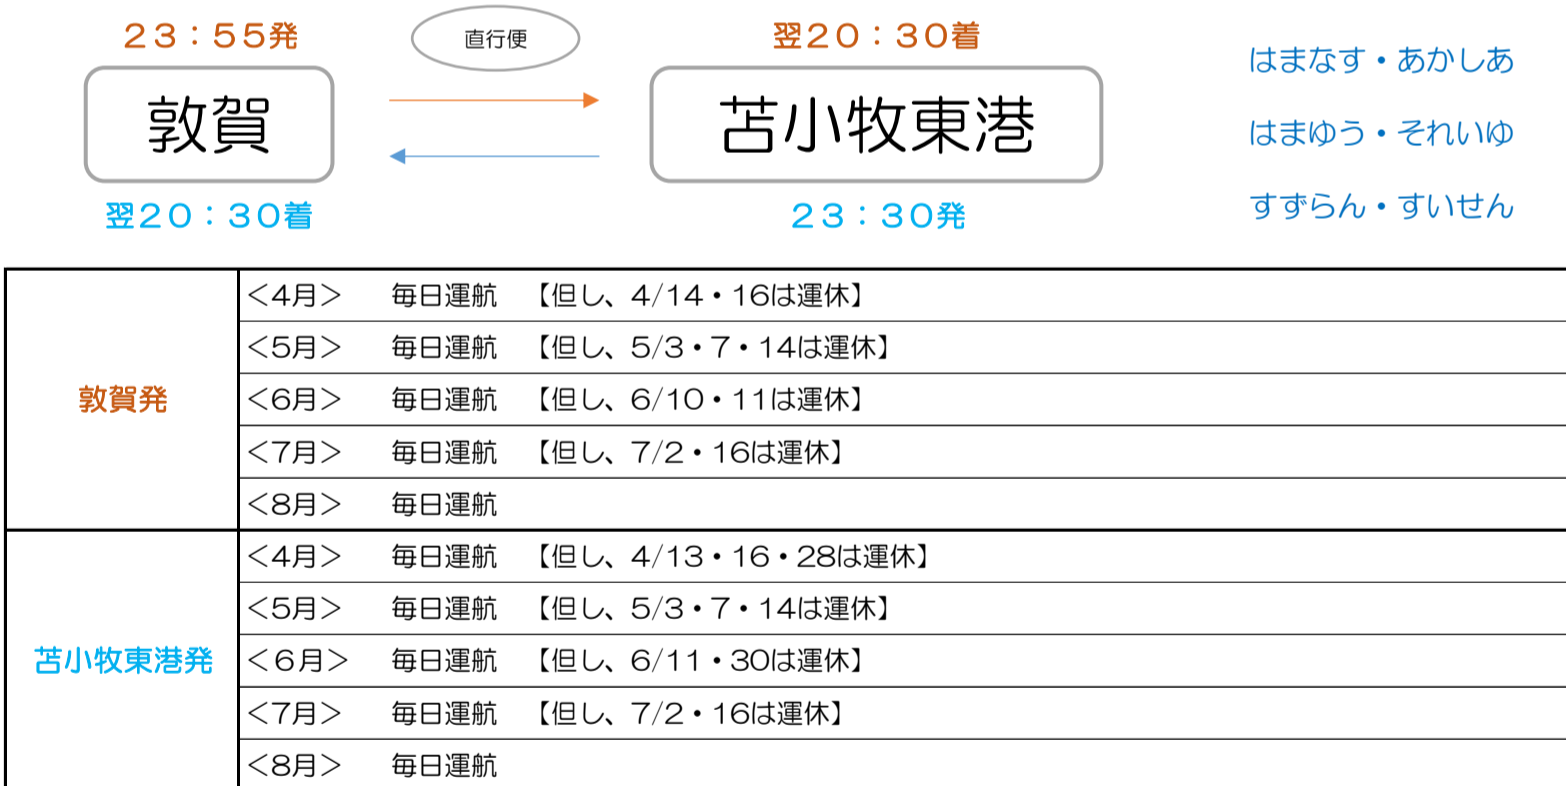 23：55発
直行便
翌20：30着
はまなす・あかしあ
敦賀
苫小牧東港
はまゆう・それいゆ
翌20：30着
23：30発
すずらん・すいせん
敦賀発
＜4月＞ 毎日運航 【但し、4/14・16は運休】
＜5月＞ 毎日運航 【但し、5/3・7・14は運休】
＜6月＞ 毎日運航 【但し、6/10・11は運休】
＜7月＞ 毎日運航 【但し、7/2・16は運休】
＜8月＞ 毎日運航
苫小牧東港発
＜4月＞ 毎日運航 【但し、4/13・16・28は運休】
＜5月＞ 毎日運航 【但し、5/3・7・14は運休】
＜６月＞ 毎日運航 【但し、6/11・30は運休】
＜7月＞ 毎日運航 【但し、7/2・16は運休】
＜8月＞ 毎日運航